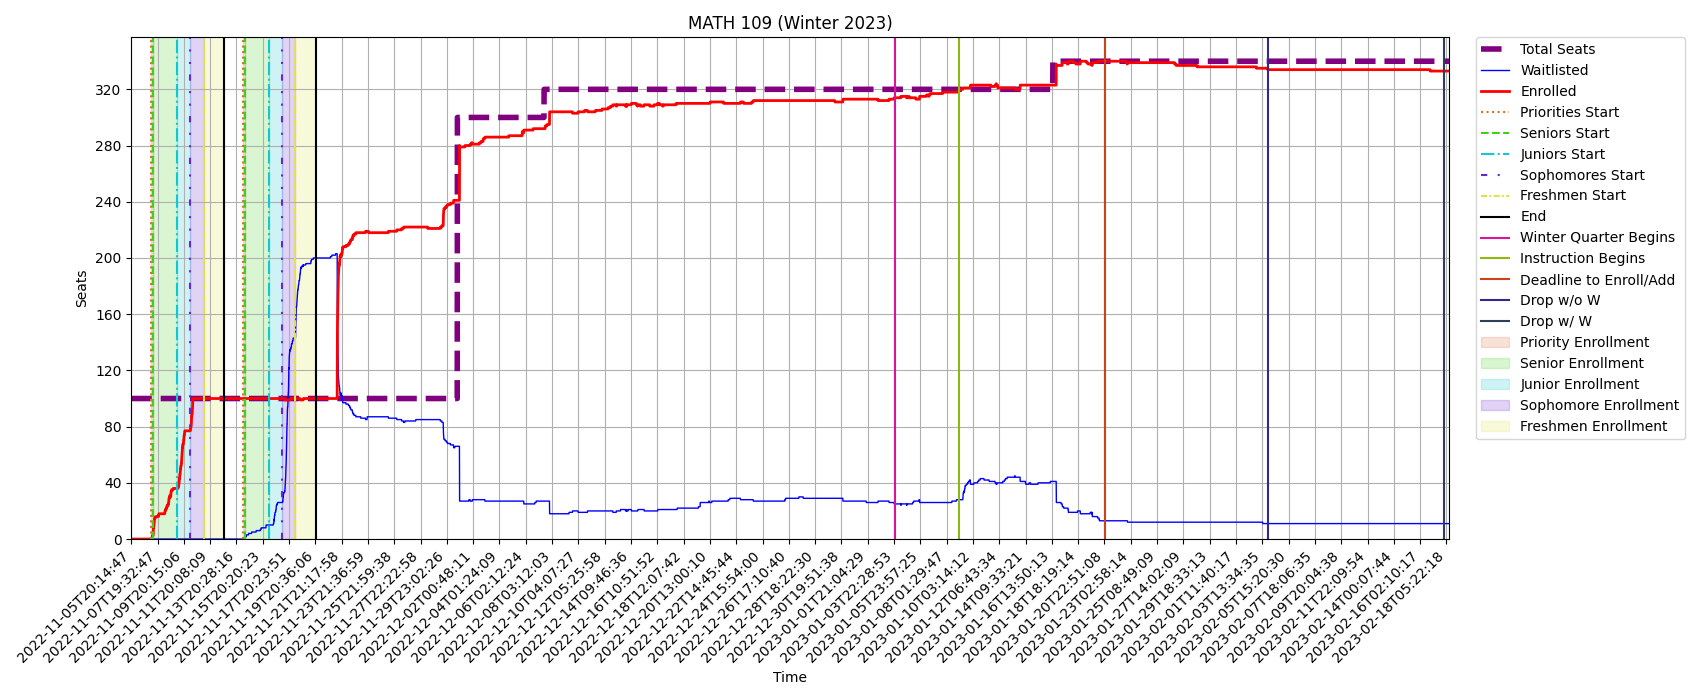 MATH 109 (Winter 2023)
Seats
320
280
240
200
160
120
80
40
0
2022-11-05T20:14:47
2022-11-07T19:32:47
2022-11-09T20:15:06
2022-11-11T20:08:09
2022-11-13T20:28:16
2022-11-15T20:20:23
2022-11-17T20:23:51
2022-11-19T20:36:06
2022-11-21T21:17:58
2022-11-23T21:36:59
2022-11-25T21:59:38
2022-11-27T22:22:58
2022-11-29T23:02:26
2022-12-02T00:48:11
2022-12-04T01:24:09
2022-12-06T02:12:24
2022-12-08T03:12:03
2022-12-10T04:07:27
2022-12-12T05:25:58
2022-12-14T09:46:36
2022-12-16T10:51:52
2022-12-18T12:07:42
2022-12-20T13:00:10
2022-12-22T14:45:44
2022-12-24T15:54:00
2022-12-26T17:10:40
2022-12-28T18:22:30
2022-12-30T19:51:38
2023-01-01T21:04:29
2023-01-03T22:28:53
2023-01-05T23:57:25
2023-01-08T01:29:47
2023-01-10T03:14:12
2023-01-12T06:43:34
2023-01-14T09:33:21
2023-01-16T13:50:13
2023-01-18T18:19:14
2023-01-20T22:51:08
2023-01-23T02:58:14
2023-01-25T08:49:09
2023-01-27T14:02:09
2023-01-29T18:33:13
2023-02-01T11:40:17
2023-02-03T13:34:35
2023-02-05T15:20:30
2023-02-07T18:06:35
2023-02-09T20:04:38
2023-02-11T22:09:54
2023-02-14T00:07:44
2023-02-16T02:10:17
2023-02-18T05:22:18
Time
Total Seats
Waitlisted
Enrolled
Priorities Start
Seniors Start
Juniors Start
Sophomores Start
Freshmen Start
End
Winter Quarter Begins
Instruction Begins
Deadline to Enroll/Add
Drop w/o W
Drop w/ W
Priority Enrollment
Senior Enrollment
Junior Enrollment
Sophomore Enrollment
Freshmen Enrollment